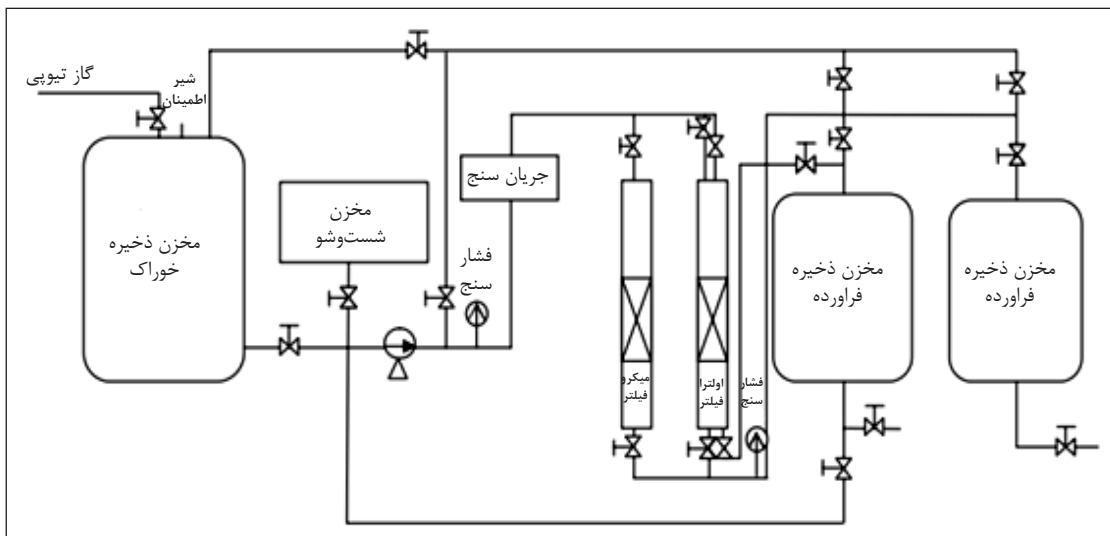 گاز تیوپی
شیر
اطمینان
مخزن ذخیره
خوراک
مخزن
شست‌وشو
فشار
سنج
جریان سنج
میکرو
فیلتر
اولترا
فیلتر
فشار
سنج
مخزن ذخیره
فراورده
مخزن ذخیره
فراورده